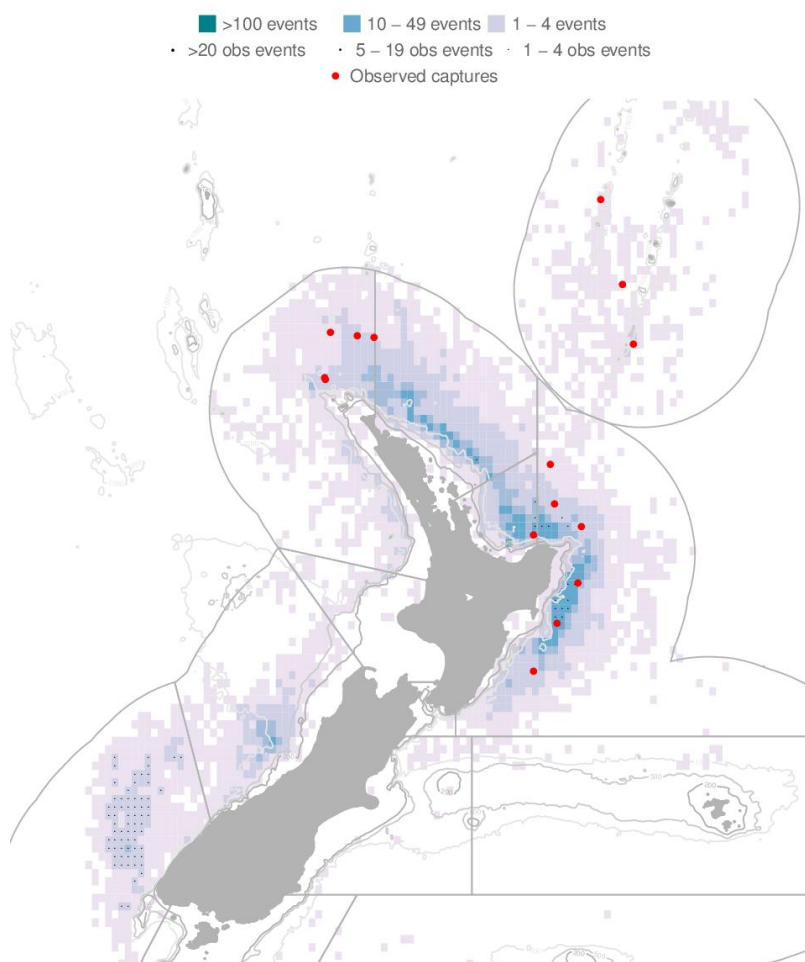 >100 events 10 – 49 events 1 – 4 events
>20 obs events 5 – 19 obs events 1 – 4 obs events
Observed captures